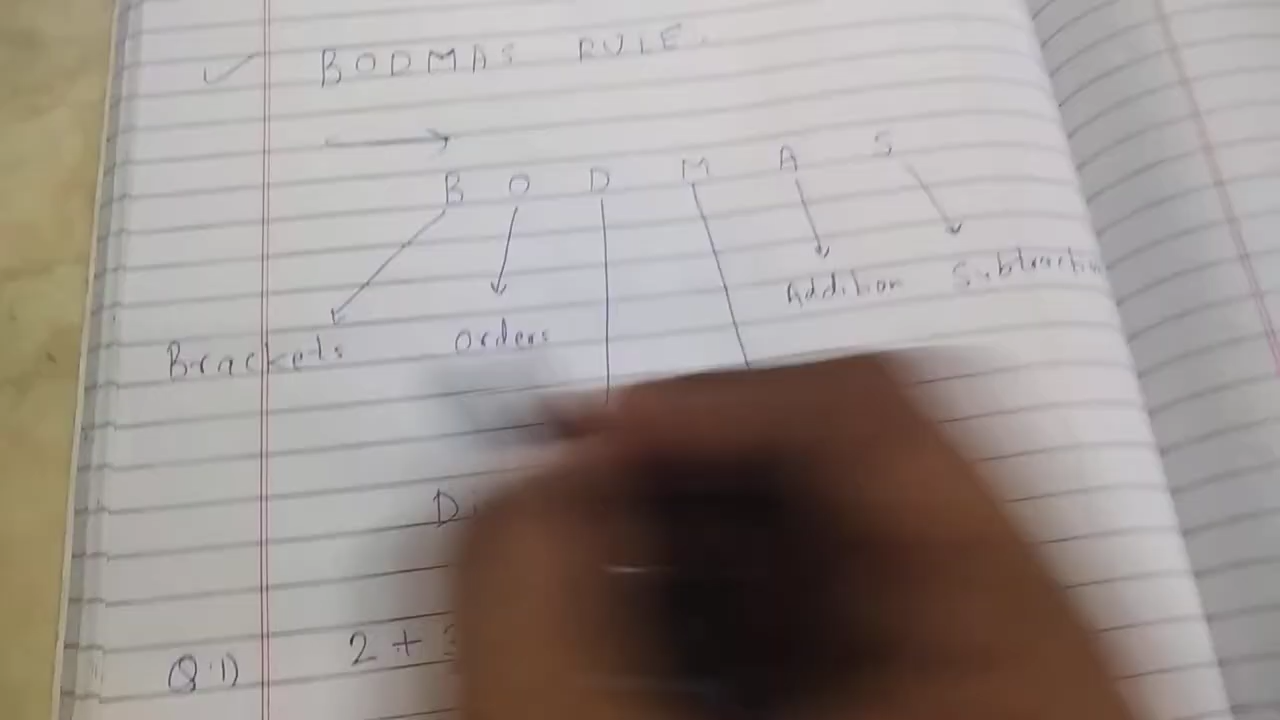 ✓ BODMAS RULE.
→
B O D M A S
Addition Subtraction
Brackets Orders
Q.1) 2 +